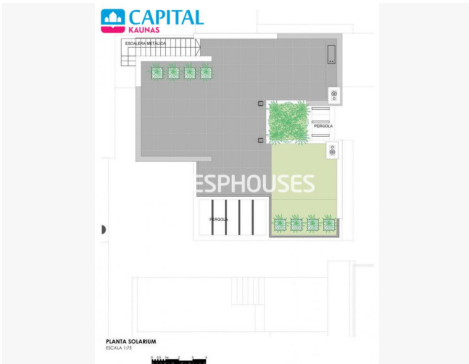 CAPITAL
KAUNAS
ESCALERA METALICA
PERGOLA
ESPHOUSES
PERGOLA
PLANTA SOLARIUM
ESCALA 1:75